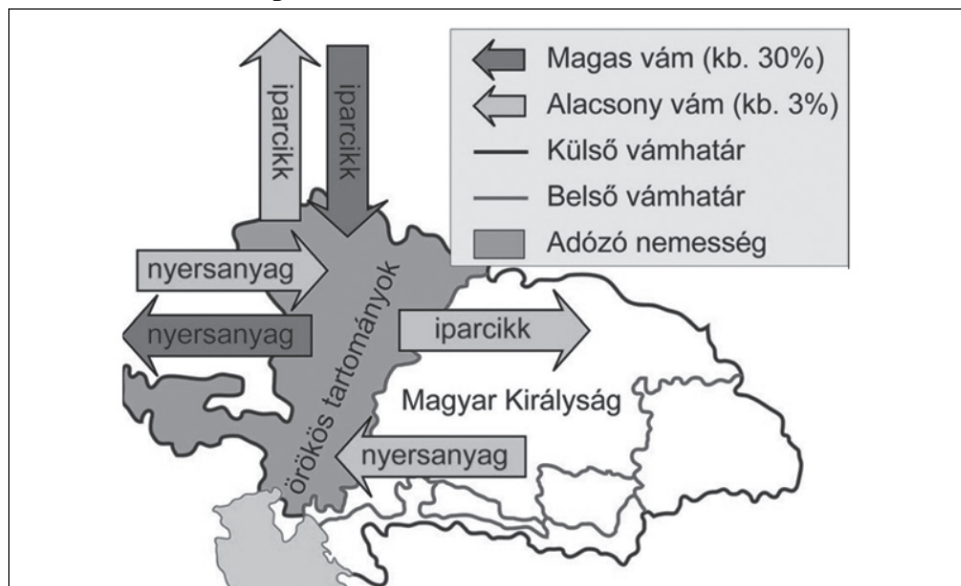 Magas vám (kb. 30%)
Alacsony vám (kb. 3%)
Külső vámhatár
Belső vámhatár
Adózó nemesség
iparcikk
iparcikk
nyersanyag
nyersanyag
örökös tartományok
iparcikk
Magyar Királyság
nyersanyag